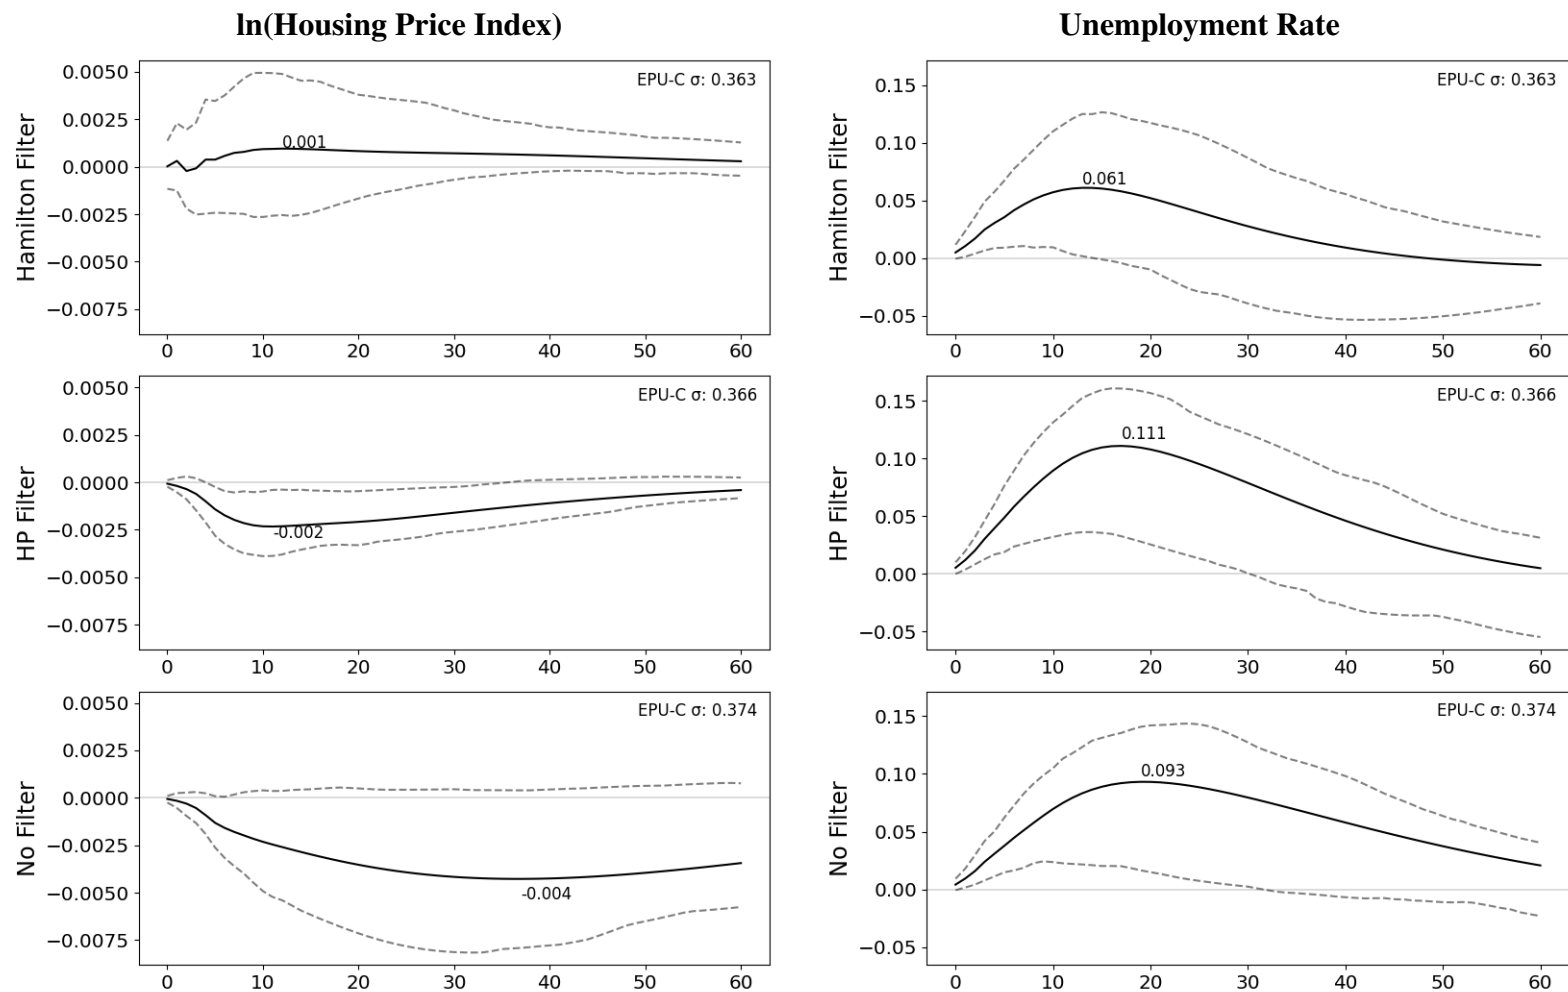 ln(Housing Price Index)
Unemployment Rate
Hamilton Filter
0.0050
0.0025
0.0000
−0.0025
−0.0050
−0.0075
EPU-C σ: 0.363
0.001
0 10 20 30 40 50 60
Hamilton Filter
0.15
0.10
0.05
0.00
−0.05
EPU-C σ: 0.363
0.061
0 10 20 30 40 50 60
HP Filter
0.0050
0.0025
0.0000
−0.0025
−0.0050
−0.0075
EPU-C σ: 0.366
-0.002
0 10 20 30 40 50 60
HP Filter
0.15
0.10
0.05
0.00
−0.05
EPU-C σ: 0.366
0.111
0 10 20 30 40 50 60
No Filter
0.0050
0.0025
0.0000
−0.0025
−0.0050
−0.0075
EPU-C σ: 0.374
-0.004
0 10 20 30 40 50 60
No Filter
0.15
0.10
0.05
0.00
−0.05
EPU-C σ: 0.374
0.093
0 10 20 30 40 50 60